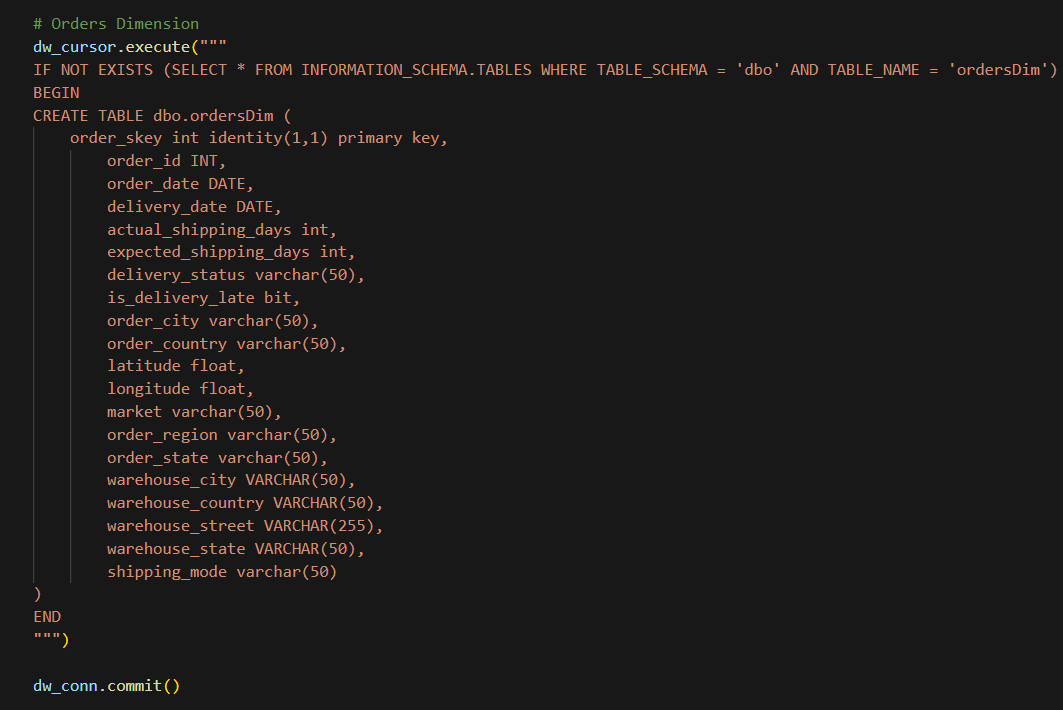 # Orders Dimension
dw_cursor.execute("""
IF NOT EXISTS (SELECT * FROM INFORMATION_SCHEMA.TABLES WHERE TABLE_SCHEMA = 'dbo' AND TABLE_NAME = 'ordersDim')
BEGIN
CREATE TABLE dbo.ordersDim (
    order_skey int identity(1,1) primary key,
        order_id INT,
        order_date DATE,
        delivery_date DATE,
        actual_shipping_days int,
        expected_shipping_days int,
        delivery_status varchar(50),
        is_delivery_late bit,
        order_city varchar(50),
        order_country varchar(50),
        latitude float,
        longitude float,
        market varchar(50),
        order_region varchar(50),
        order_state varchar(50),
        warehouse_city VARCHAR(50),
        warehouse_country VARCHAR(50),
        warehouse_street VARCHAR(255),
        warehouse_state VARCHAR(50),
        shipping_mode varchar(50)
)
END
""")
dw_conn.commit()